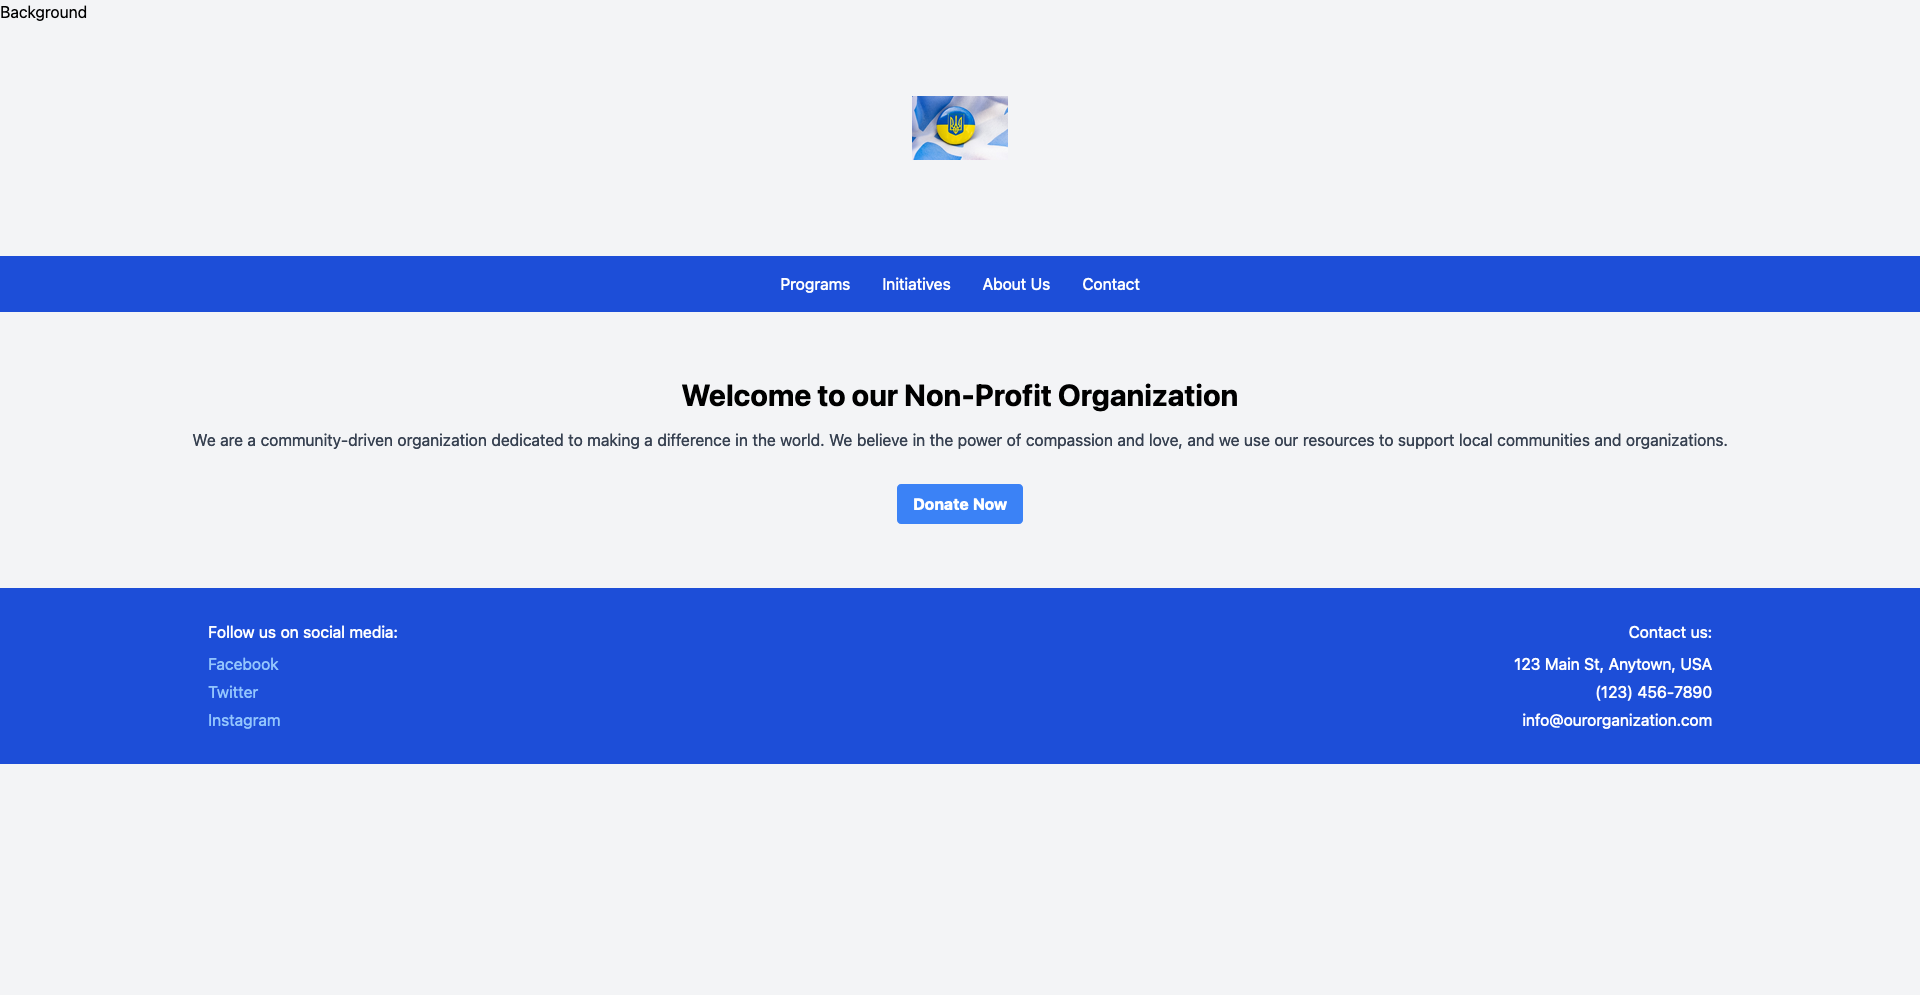 Background
Programs Initiatives About Us Contact
Welcome to our Non-Profit Organization
We are a community-driven organization dedicated to making a difference in the world. We believe in the power of compassion and love, and we use our resources to support local communities and organizations.
Donate Now
Follow us on social media:
Facebook
Twitter
Instagram
Contact us:
123 Main St, Anytown, USA
(123) 456-7890
info@ourorganization.com